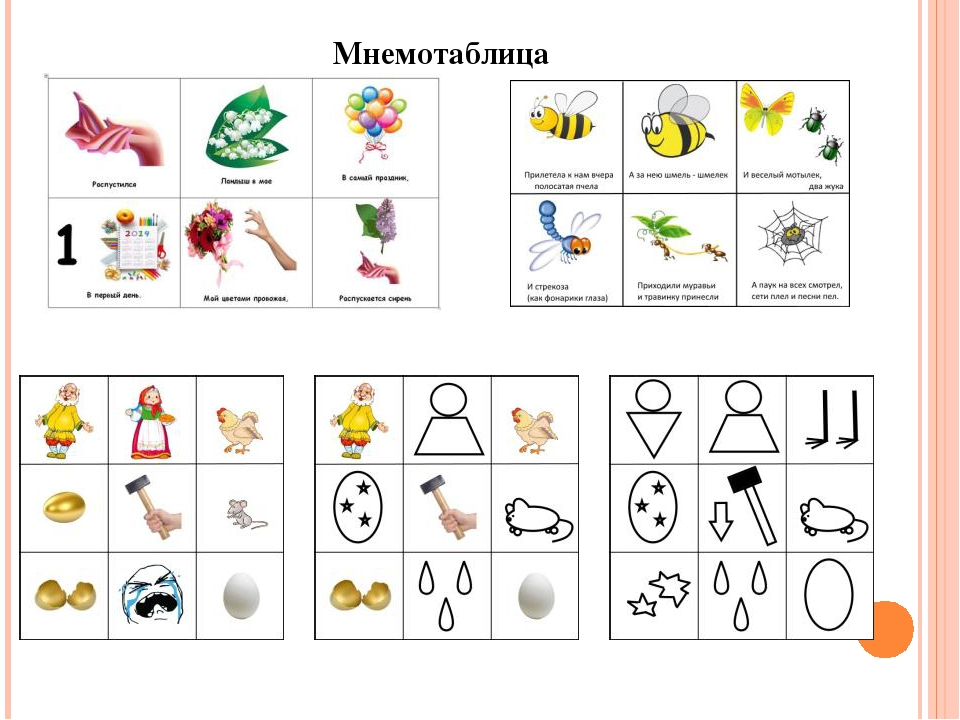 Мнемотаблица
Распустился
Ландыш в мае
В самый праздник,
1
2029
В первый день.
Май цветами провожая,
Распускается сирень
Прилетела к нам вчера
полосатая пчела
А за нею шмель - шмелек
И веселый мотылек,
два жука
И стрекоза
(как фонарики глаза)
Приходили муравьи
и травинку принесли
А паук на всех смотрел,
сети плел и песни пел.